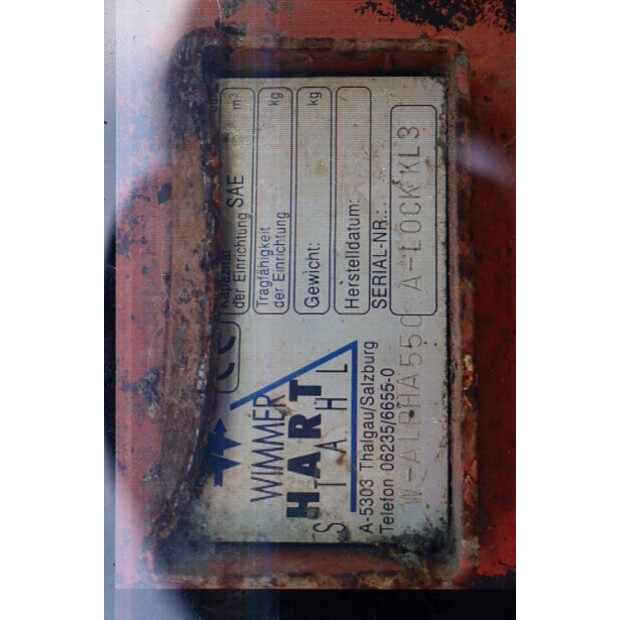 WIMMER
HART
STAHL
A-5303 Thalgau/Salzburg
Telefon 06235/6655-0
der Einrichtung SAE
m³
Tragfähigkeit
der Einrichtung
kg
Gewicht:
kg
Herstelldatum:
SERIAL-NR.:
W-ALPHA550 A-LOCK KL3